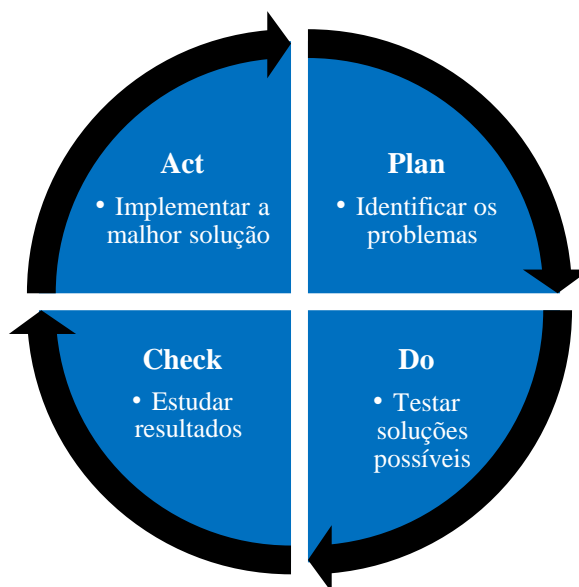 Act
• Implementar a
malhor solução
Plan
• Identificar os
problemas
Check
• Estudar
resultados
Do
• Testar
soluções
possíveis